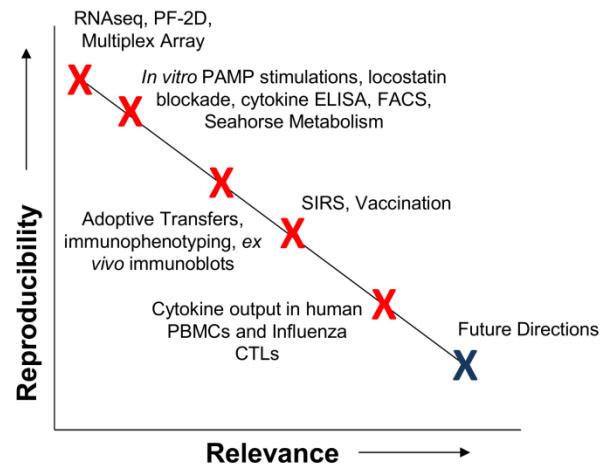 RNAseq, PF-2D,
Multiplex Array
In vitro PAMP stimulations, locostatin
blockade, cytokine ELISA, FACS,
Seahorse Metabolism
SIRS, Vaccination
Adoptive Transfers,
immunophenotyping, ex
vivo immunoblots
Cytokine output in human
PBMCs and Influenza
CTLs
Future Directions
Reproducibility
Relevance